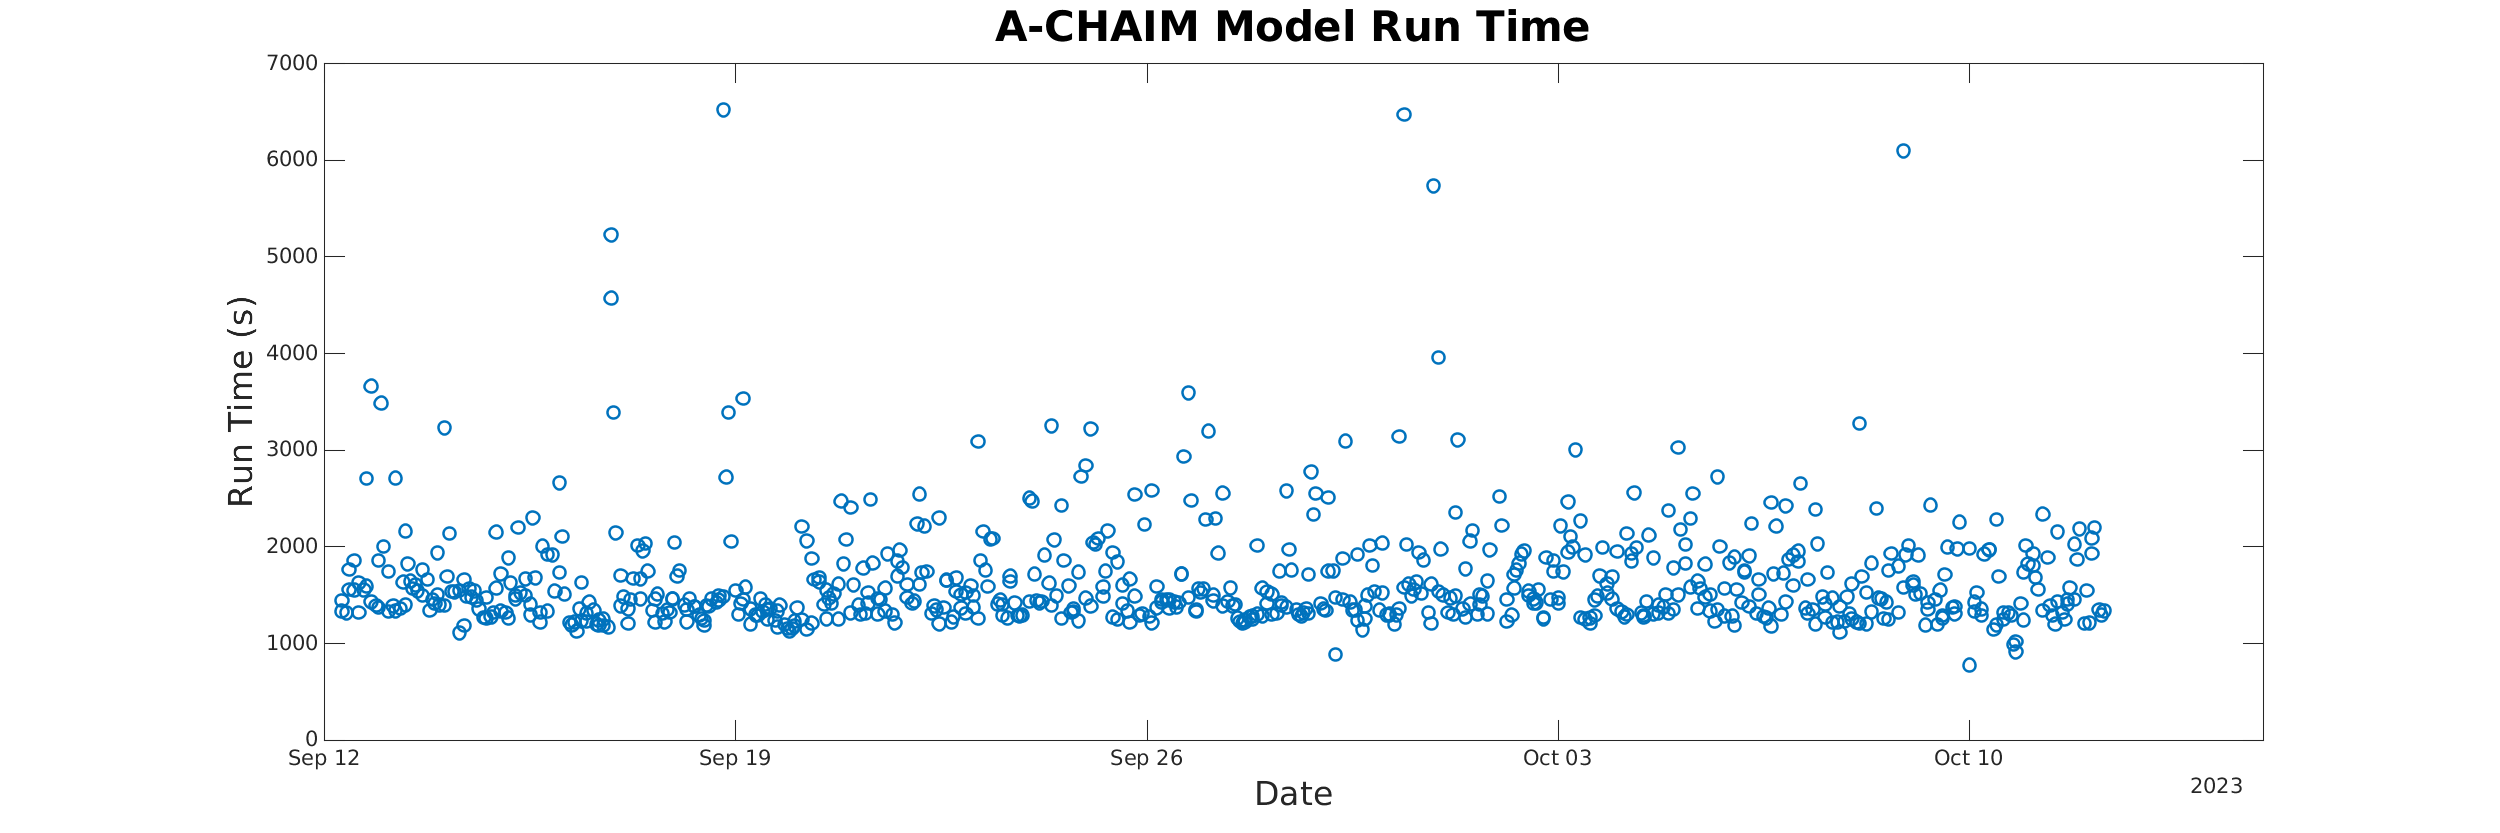 A-CHAIM Model Run Time
7000
6000
5000
4000
3000
2000
1000
0
Run Time (s)
Sep 12 Sep 19 Sep 26 Oct 03 Oct 10
2023
Date